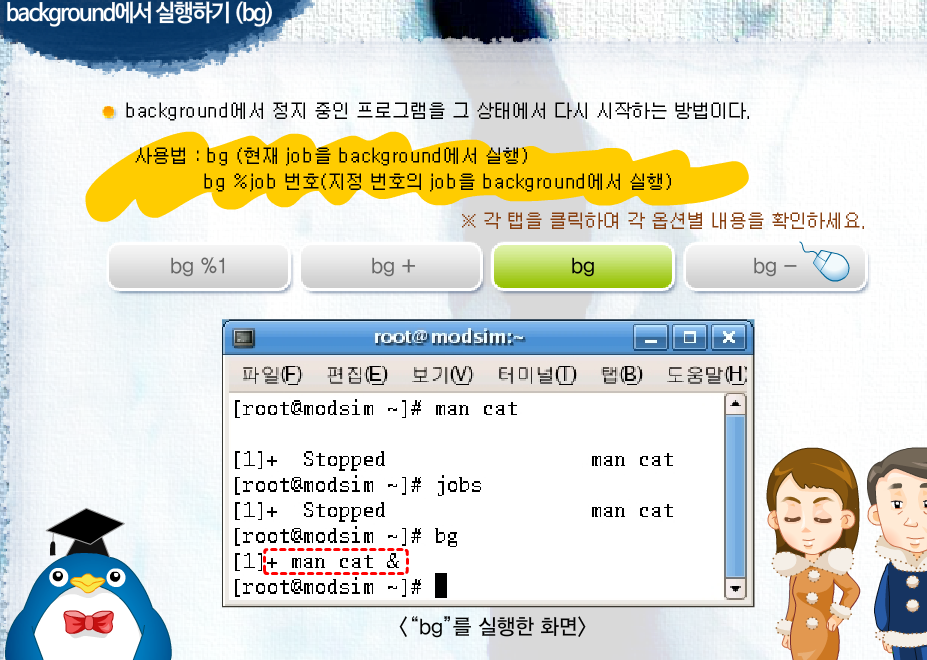 background에서 실행하기 (bg)
background에서 정지 중인 프로그램을 그 상태에서 다시 시작하는 방법이다.
사용법 : bg (현재 job을 background에서 실행)
bg %job 번호(지정 번호의 job을 background에서 실행)
※ 각 탭을 클릭하여 각 옵션별 내용을 확인하세요.
bg %1 bg + bg bg −
root@modsim:~
파일(F) 편집(E) 보기(V) 터미널(T) 탭(B) 도움말(H)
[root@modsim ~]# man cat
[1]+ Stopped man cat
[root@modsim ~]# jobs
[1]+ Stopped man cat
[root@modsim ~]# bg
[1]+ man cat &
[root@modsim ~]#
〈 “bg”를 실행한 화면〉